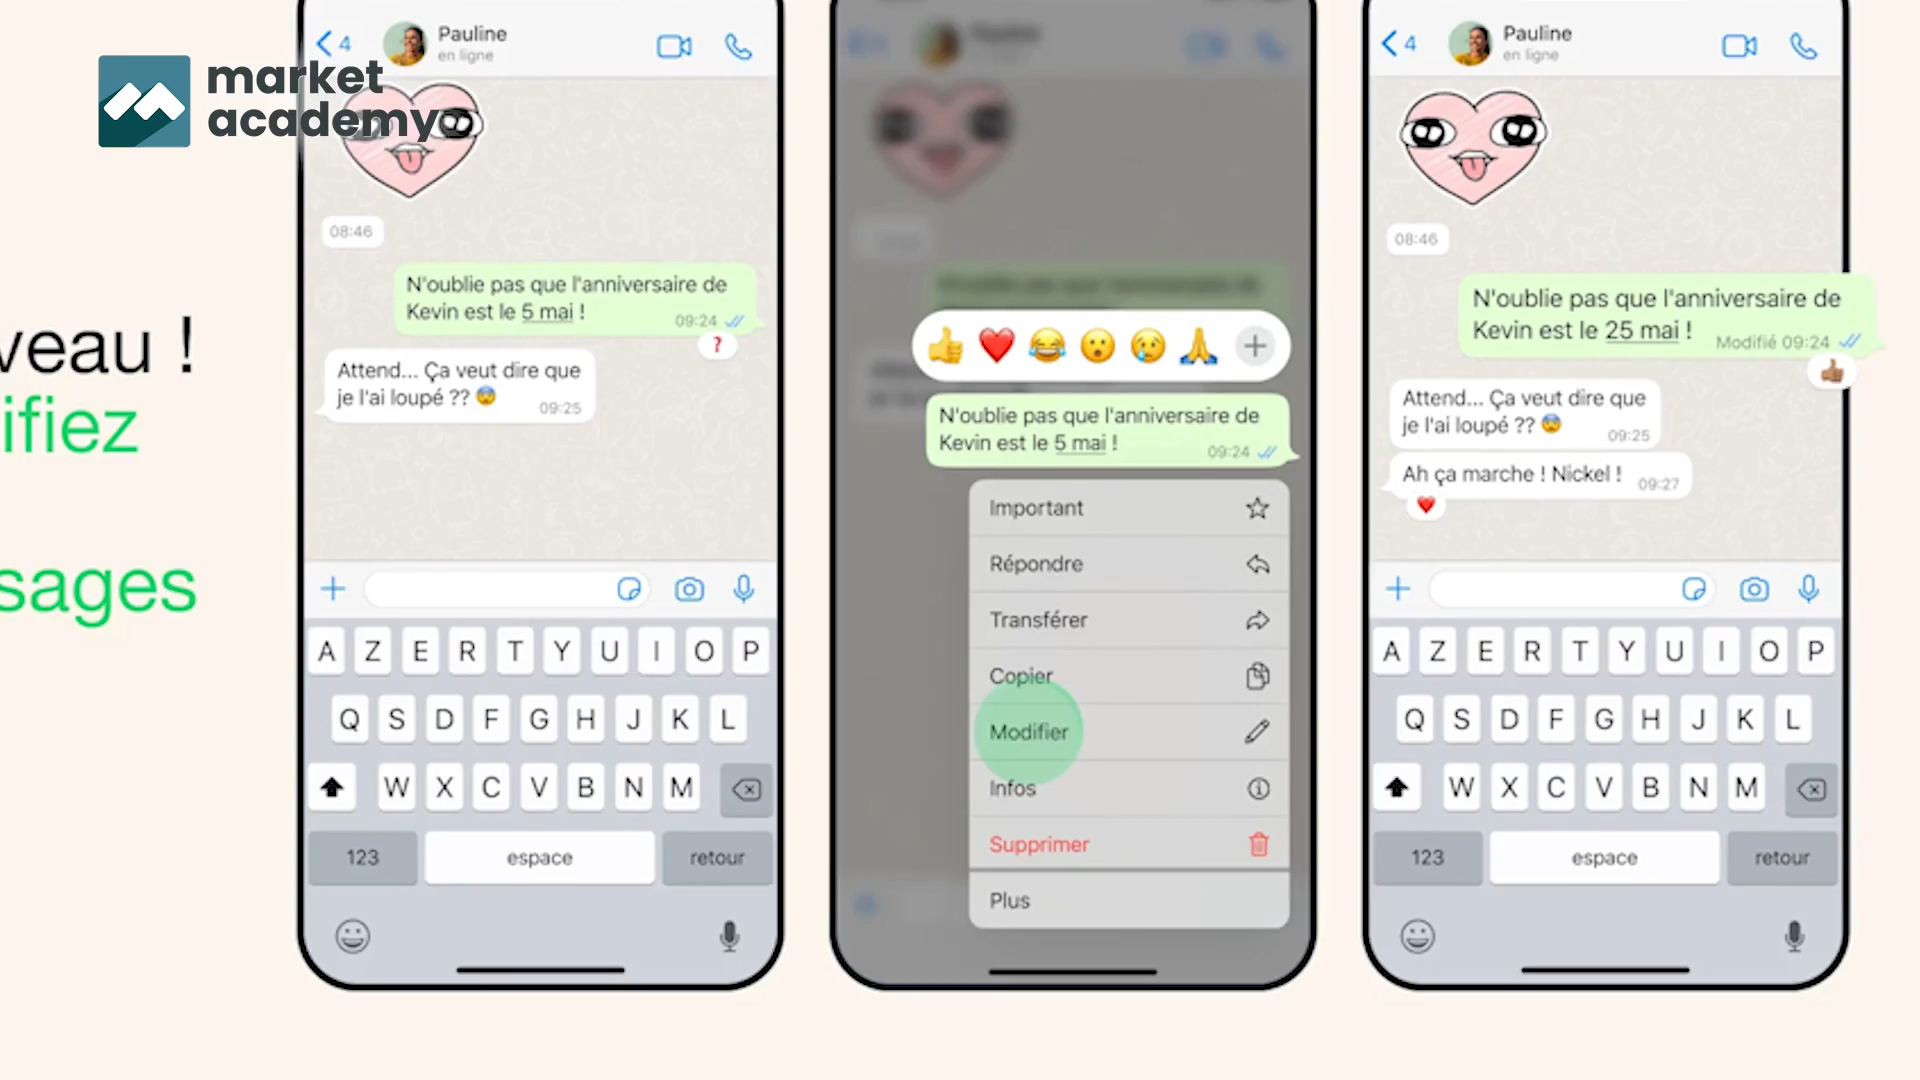 market
academy
veau !
ifiez
sages
4
Pauline
en ligne
08:46
N'oublie pas que l'anniversaire de
Kevin est le 5 mai !
09:24
?
Attend... Ça veut dire que
je l'ai loupé ??
09:25
A Z E R T Y U I O P
Q S D F G H J K L
W X C V B N M
123 espace retour
N'oublie pas que l'anniversaire de
Kevin est le 5 mai !
09:24
Important
Répondre
Transférer
Copier
Modifier
Infos
Supprimer
Plus
4
Pauline
en ligne
08:46
N'oublie pas que l'anniversaire de
Kevin est le 25 mai !
Modifié 09:24
Attend... Ça veut dire que
je l'ai loupé ??
09:25
Ah ça marche ! Nickel !
09:27
A Z E R T Y U I O P
Q S D F G H J K L
W X C V B N M
123 espace retour